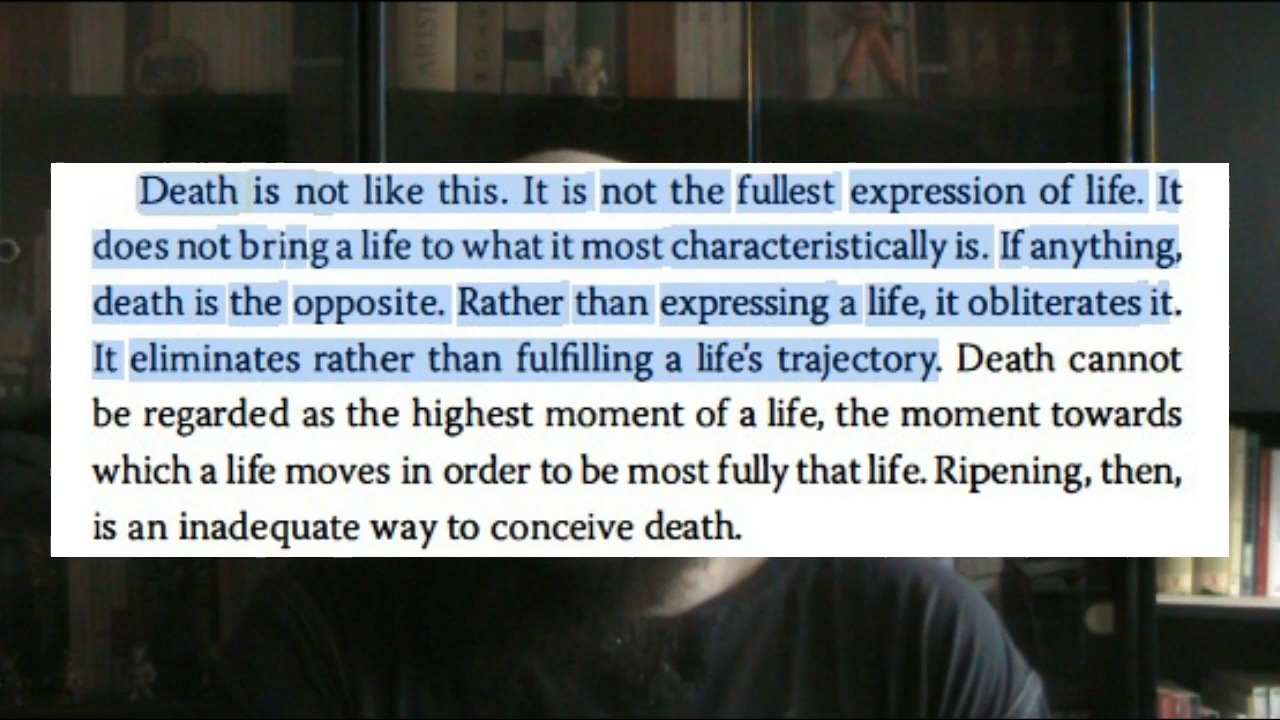 ARIST
Death is not like this. It is not the fullest expression of life. It
does not bring a life to what it most characteristically is. If anything,
death is the opposite. Rather than expressing a life, it obliterates it.
It eliminates rather than fulfilling a life's trajectory. Death cannot
be regarded as the highest moment of a life, the moment towards
which a life moves in order to be most fully that life. Ripening, then,
is an inadequate way to conceive death.